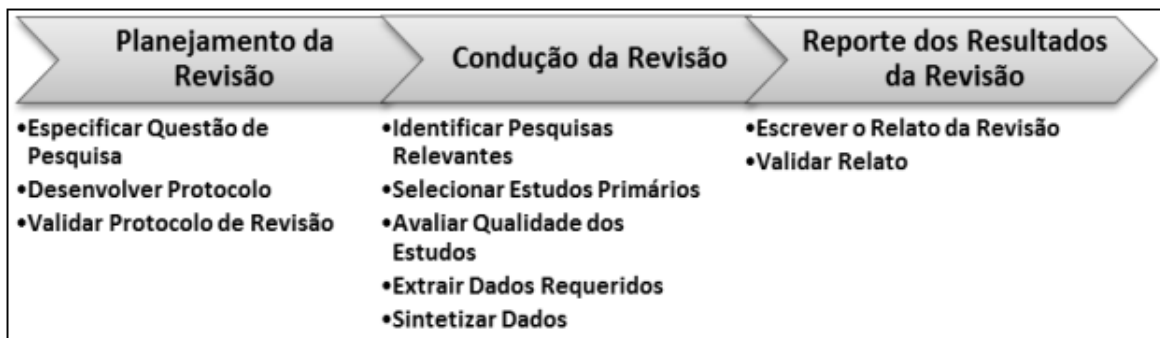 Planejamento da
Revisão
Condução da Revisão
Reporte dos Resultados
da Revisão
•Especificar Questão de
Pesquisa
•Desenvolver Protocolo
•Validar Protocolo de Revisão
•Identificar Pesquisas
Relevantes
•Selecionar Estudos Primários
•Avaliar Qualidade dos
Estudos
•Extrair Dados Requeridos
•Sintetizar Dados
•Escrever o Relato da Revisão
•Validar Relato